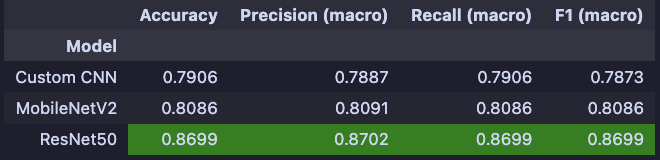 Accuracy Precision (macro) Recall (macro) F1 (macro)
Model
Custom CNN 0.7906 0.7887 0.7906 0.7873
MobileNetV2 0.8086 0.8091 0.8086 0.8086
ResNet50 0.8699 0.8702 0.8699 0.8699